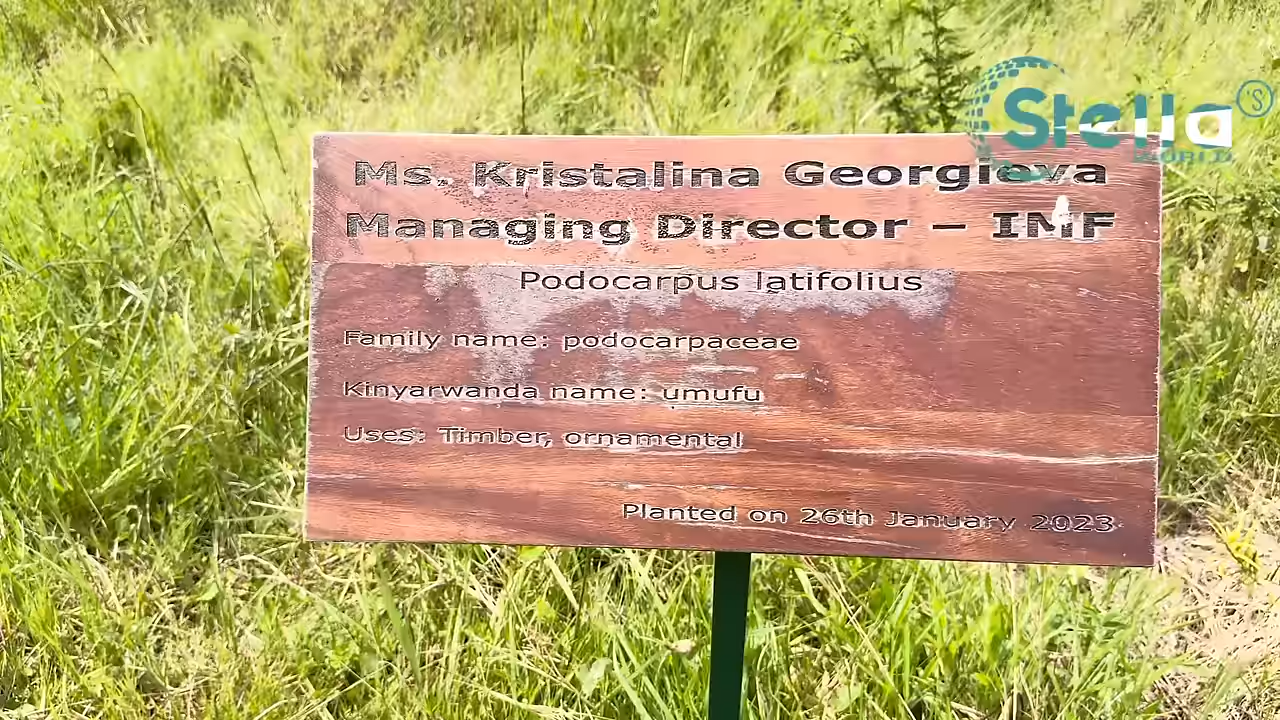 Stella S
WORLD
Ms. Kristalina Georgieva
Managing Director – IMF
Podocarpus latifolius
Family name: podocarpaceae
Kinyarwanda name: umufu
Uses: Timber, ornamental
Planted on 26th January 2023